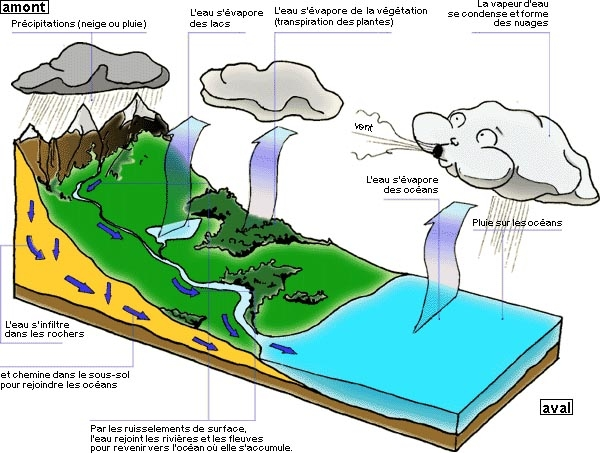 amont
Précipitations (neige ou pluie)
L'eau s'évapore
des lacs
L'eau s'évapore de la végétation
(transpiration des plantes)
La vapeur d'eau
se condense et forme
des nuages
vent
L'eau s'évapore
des océans
Pluie sur les océans
L'eau s'infiltre
dans les rochers
et chemine dans le sous-sol
pour rejoindre les océans
Par les ruisselements de surface,
l'eau rejoint les rivières et les fleuves
pour revenir vers l'océan où elle s'accumule.
aval